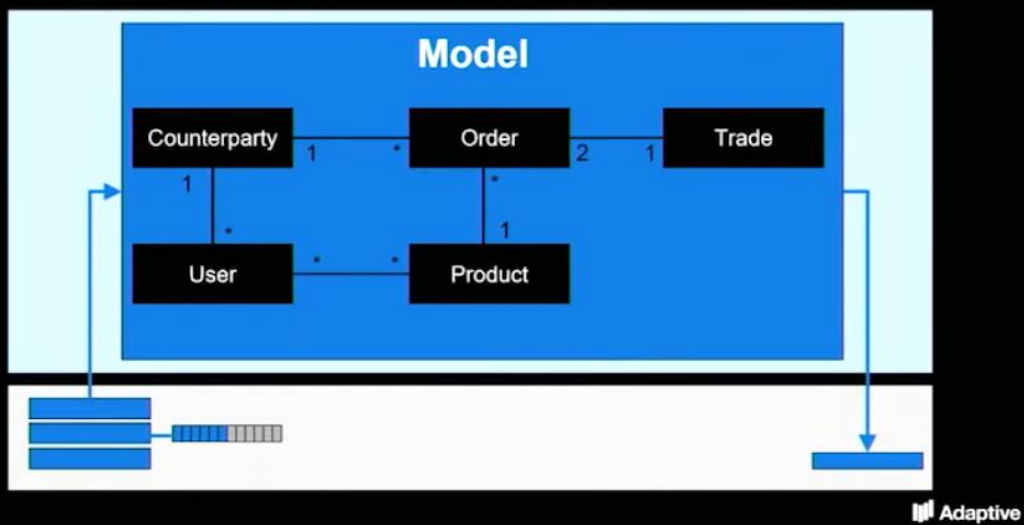 Model
Counterparty
1
*
Order
2
1
Trade
1
*
*
1
User
*
*
Product
Adaptive